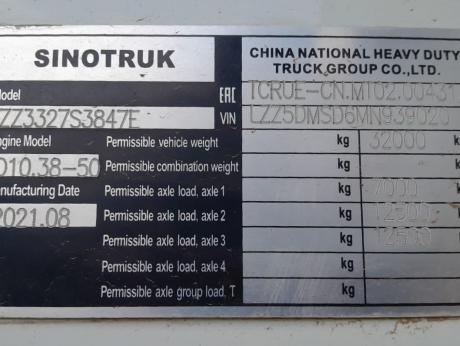 SINOTRUK
CHINA NATIONAL HEAVY DUTY
TRUCK GROUP CO.,LTD.
Model
EAC
TC RUE-CN.MT02.00431
ZZ3327S3847E
VIN
LZZ5DMSD6MN939020
Engine Model
Permissible vehicle weight
kg
32000
D10.38-50
Permissible combination weight
kg
Manufacturing Date
Permissible axle load, axle 1
kg
7000
2021.08
Permissible axle load, axle 2
kg
12500
Permissible axle load, axle 3
kg
12500
Permissible axle load, axle 4
kg
Permissible axle group load, T
kg